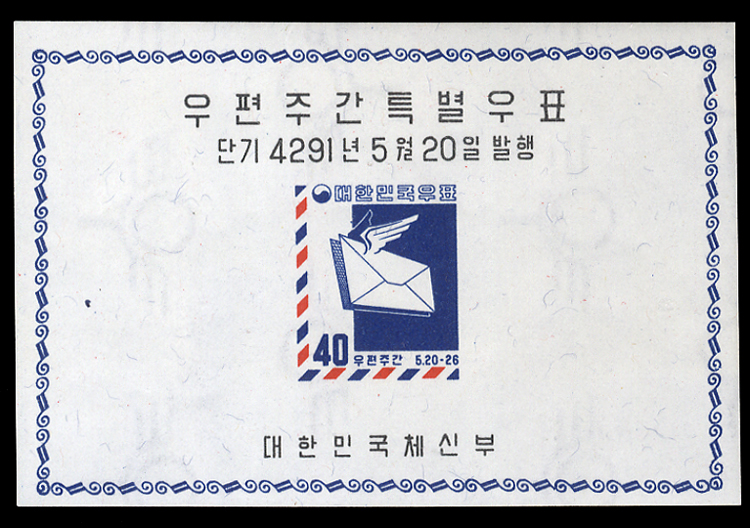 우편주간특별우표
단기 4291년 5월 20일 발행
대한민국우표
40 우편주간 5.20-26
대한민국체신부